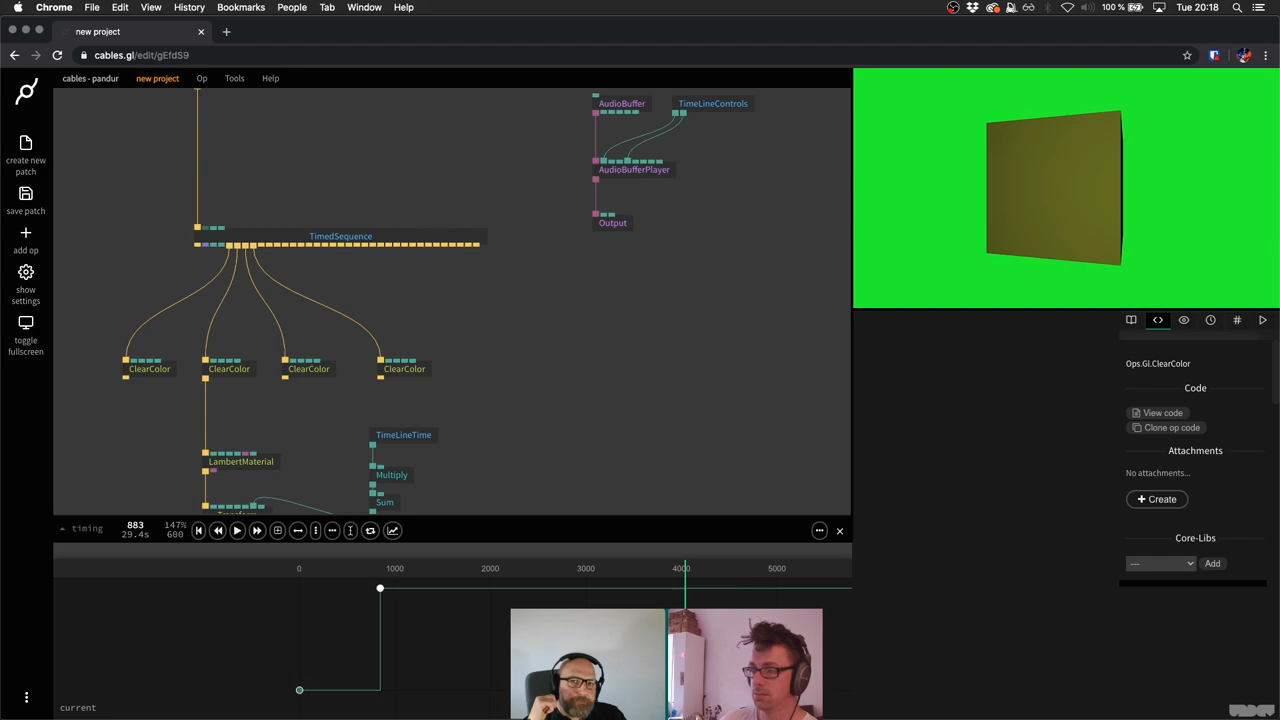 Chrome File Edit View History Bookmarks People Tab Window Help 100 % Tue 20:18
new project
cables.gl/edit/gEfdS9
cables - pandur new project Op Tools Help
create new
patch
save patch
add op
show
settings
toggle
fullscreen
AudioBuffer TimeLineControls
AudioBufferPlayer
Output
TimedSequence
ClearColor ClearColor ClearColor ClearColor
TimeLineTime
LambertMaterial
Multiply
Sum
Transform
timing 883 147%
29.4s 600
0 1000 2000 3000 4000 5000
current
Ops.Gl.ClearColor
Code
View code
Clone op code
Attachments
No attachments...
+ Create
Core-Libs
--- Add